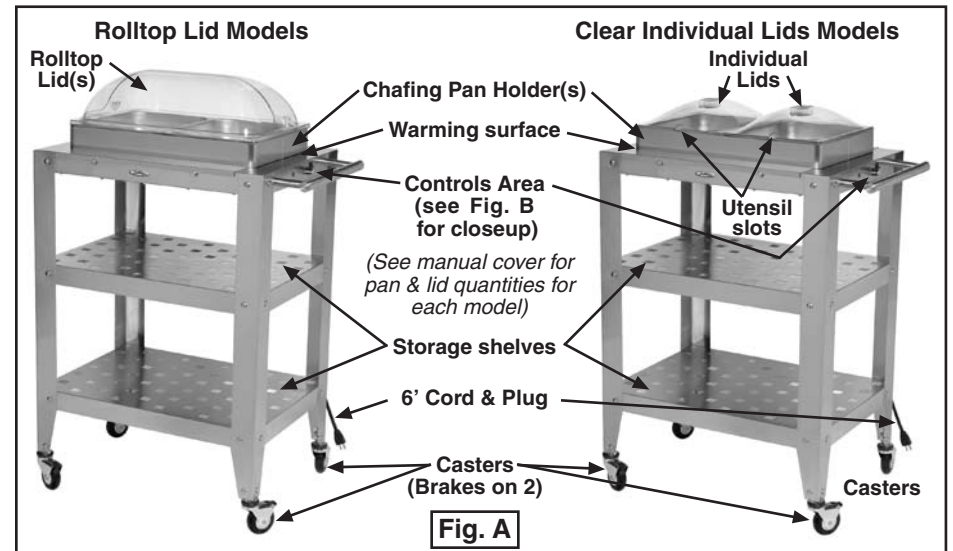 Rolltop Lid Models
Clear Individual Lids Models
Rolltop
Lid(s)
Individual
Lids
Chafing Pan Holder(s)
Warming surface
Controls Area
(see Fig. B
for closeup)
Utensil
slots
(See manual cover for
pan & lid quantities for
each model)
Storage shelves
6’ Cord & Plug
Casters
(Brakes on 2)
Casters
Fig. A